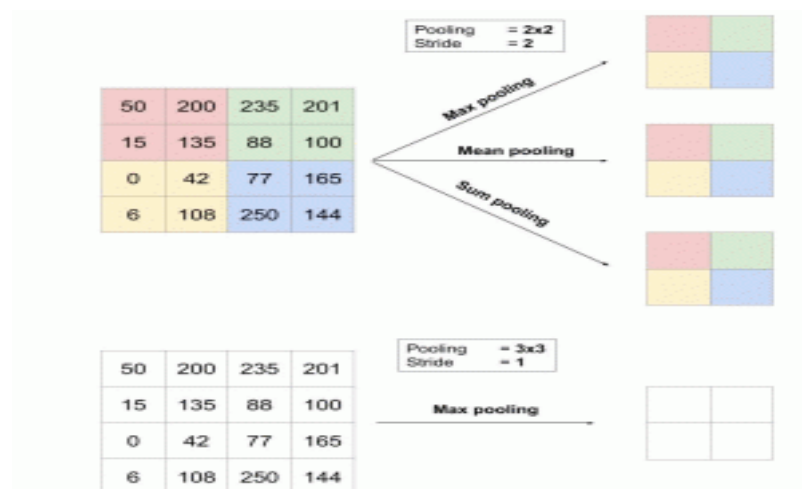 Pooling = 2x2
Stride = 2
50 200 235 201
15 135 88 100
0 42 77 165
6 108 250 144
Max pooling
Mean pooling
Sum pooling
Pooling = 3x3
Stride = 1
50 200 235 201
15 135 88 100
0 42 77 165
6 108 250 144
Max pooling